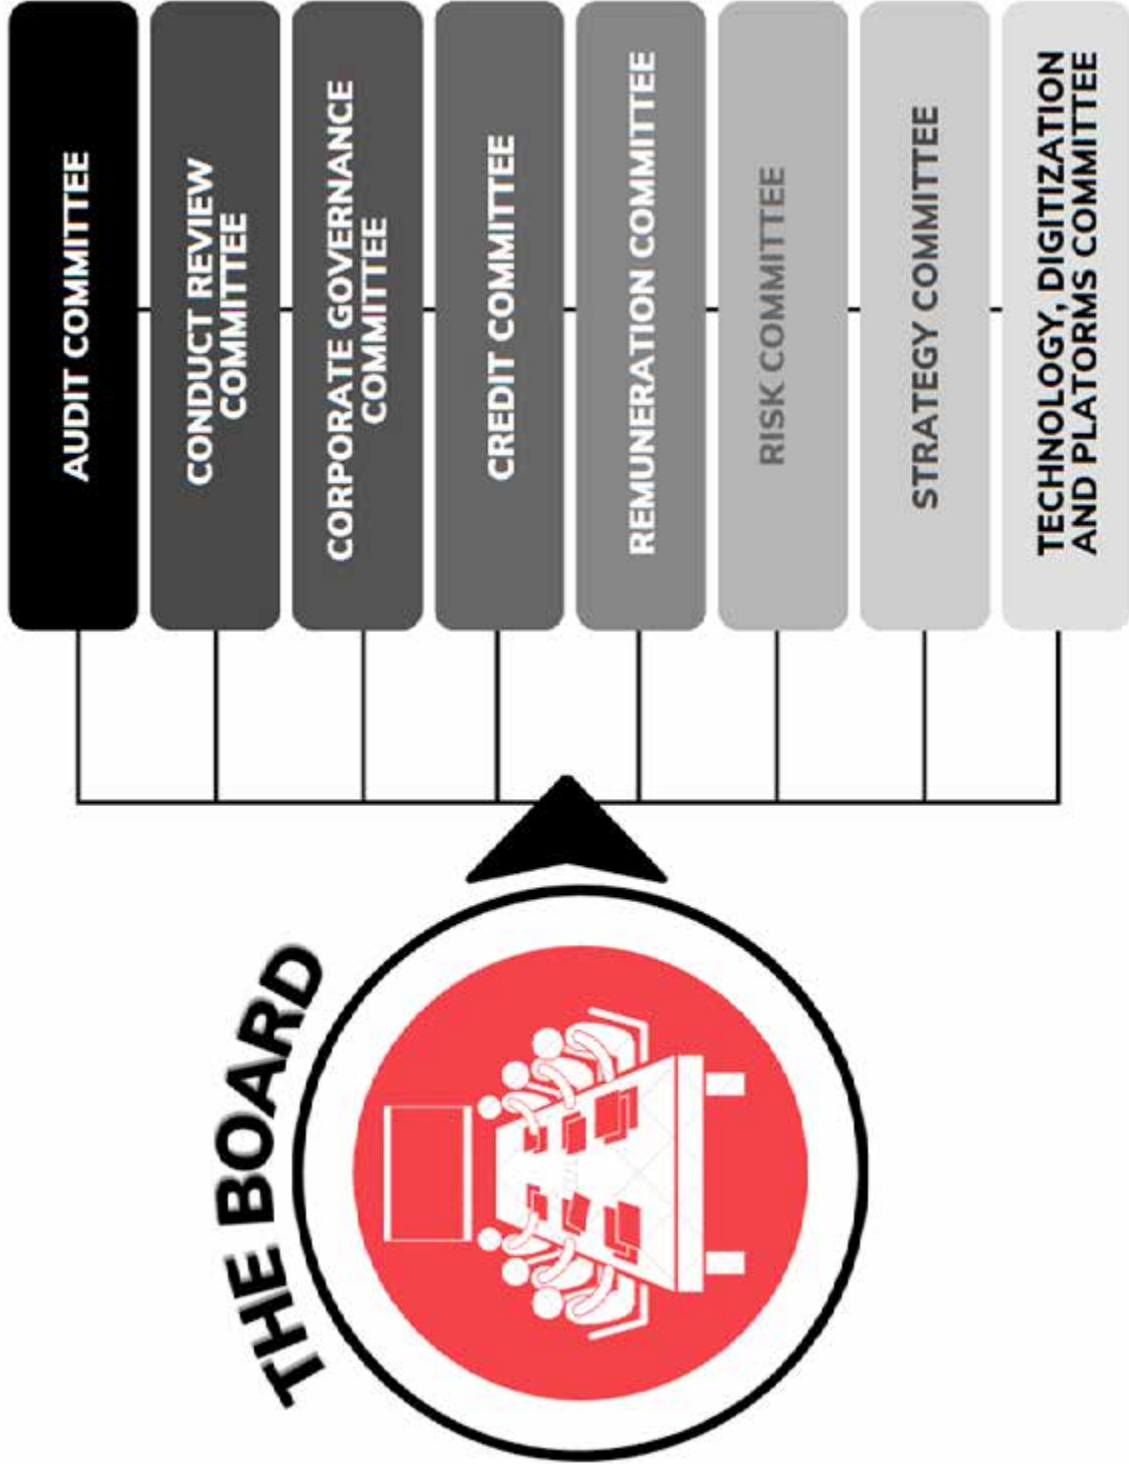 THE BOARD
AUDIT COMMITTEE
CONDUCT REVIEW
COMMITTEE
CORPORATE GOVERNANCE
COMMITTEE
CREDIT COMMITTEE
REMUNERATION COMMITTEE
RISK COMMITTEE
STRATEGY COMMITTEE
TECHNOLOGY, DIGITIZATION
AND PLATORMS COMMITTEE